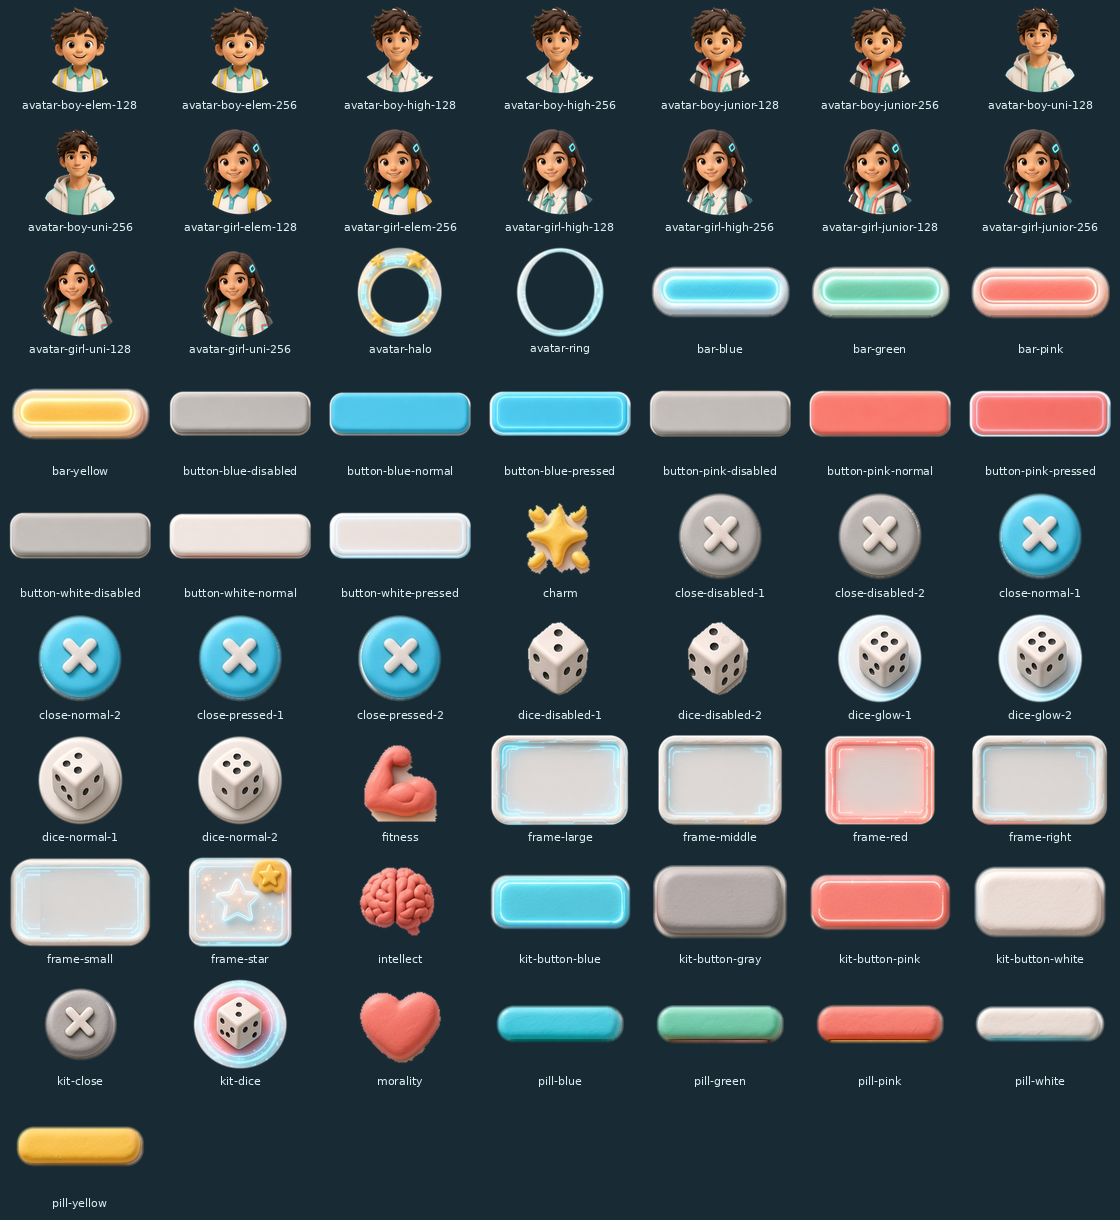 avatar-boy-elem-128 avatar-boy-elem-256 avatar-boy-high-128 avatar-boy-high-256 avatar-boy-junior-128 avatar-boy-junior-256 avatar-boy-uni-128
avatar-boy-uni-256 avatar-girl-elem-128 avatar-girl-elem-256 avatar-girl-high-128 avatar-girl-high-256 avatar-girl-junior-128 avatar-girl-junior-256
avatar-girl-uni-128 avatar-girl-uni-256 avatar-halo avatar-ring bar-blue bar-green bar-pink
bar-yellow button-blue-disabled button-blue-normal button-blue-pressed button-pink-disabled button-pink-normal button-pink-pressed
button-white-disabled button-white-normal button-white-pressed charm close-disabled-1 close-disabled-2 close-normal-1
close-normal-2 close-pressed-1 close-pressed-2 dice-disabled-1 dice-disabled-2 dice-glow-1 dice-glow-2
dice-normal-1 dice-normal-2 fitness frame-large frame-middle frame-red frame-right
frame-small frame-star intellect kit-button-blue kit-button-gray kit-button-pink kit-button-white
kit-close kit-dice morality pill-blue pill-green pill-pink pill-white
pill-yellow